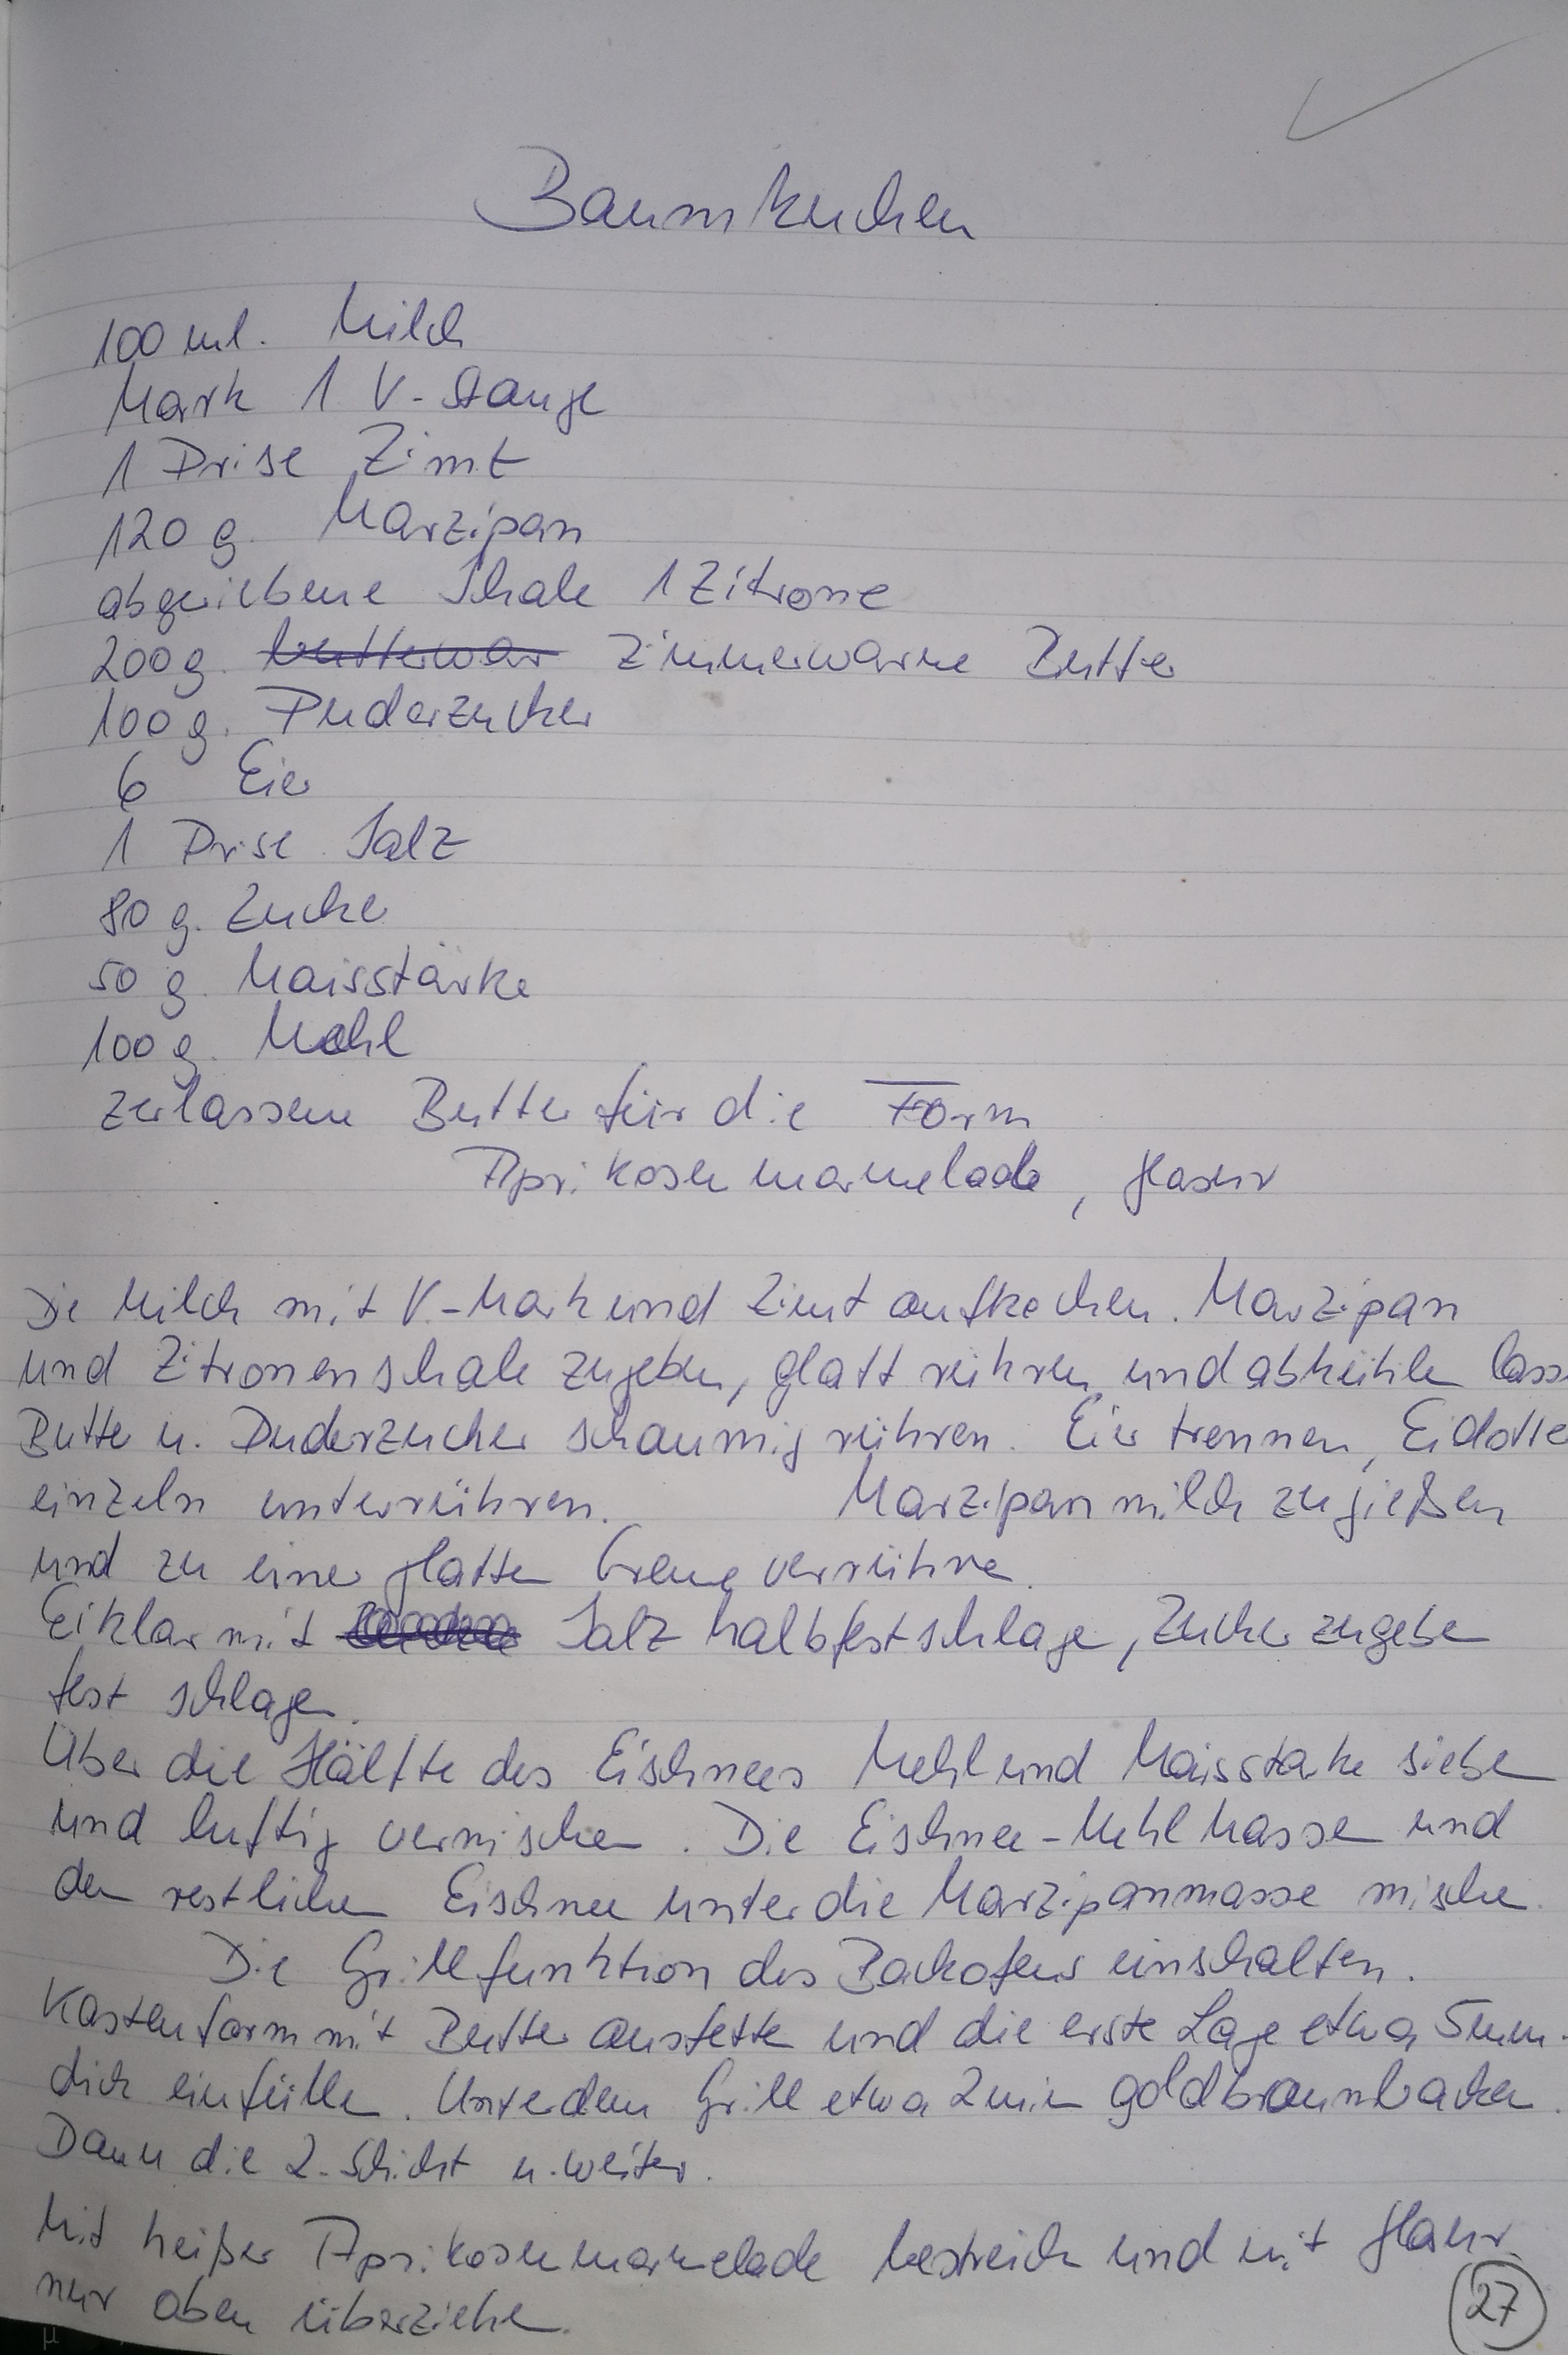 Baumkuchen
100 ml. Milch
Mark 1 V-Stange
1 Prise Zimt
120 g. Marzipan
abgeriebene Schale 1 Zitrone
200 g. butterwar zimmerwarme Butter
100 g. Puderzucker
6 Eier
1 Prise Salz
80 g. Zucker
50 g. Maisstärke
100 g. Mehl
zerlassene Butter für die Form
Aprikosenmarmelade, Glasur
Die Milch mit V-Mark und Zimt aufkochen. Marzipan
und Zitronenschale zugeben, glatt rühren und abkühlen lass
Butter u. Puderzucker schaumig rühren. Eier trennen, Eidotte
einzeln unterrühren. Marzipanmilch zugießen
und zu einer glatten Creme verrühren.
Eiklar mit Salz halbfest schlagen, Zucker zugeben
fest schlagen.
Über die Hälfte des Eischnees Mehl und Maisstärke sieben
und luftig vermischen. Die Eischnee-Mehlmasse und
den restlichen Eischnee unter die Marzipanmasse mischen.
Die Grillfunktion des Backofens einschalten.
Kastenform mit Butter ausfetten und die erste Lage etwa 5mm.
dick einfüllen. Unter dem Grill etwa 2 min goldbraun backen.
Dann die 2. Schicht u. weiter.
Mit heißer Aprikosenmarmelade bestreichen und mit Glasur
nur oben überziehen.
27